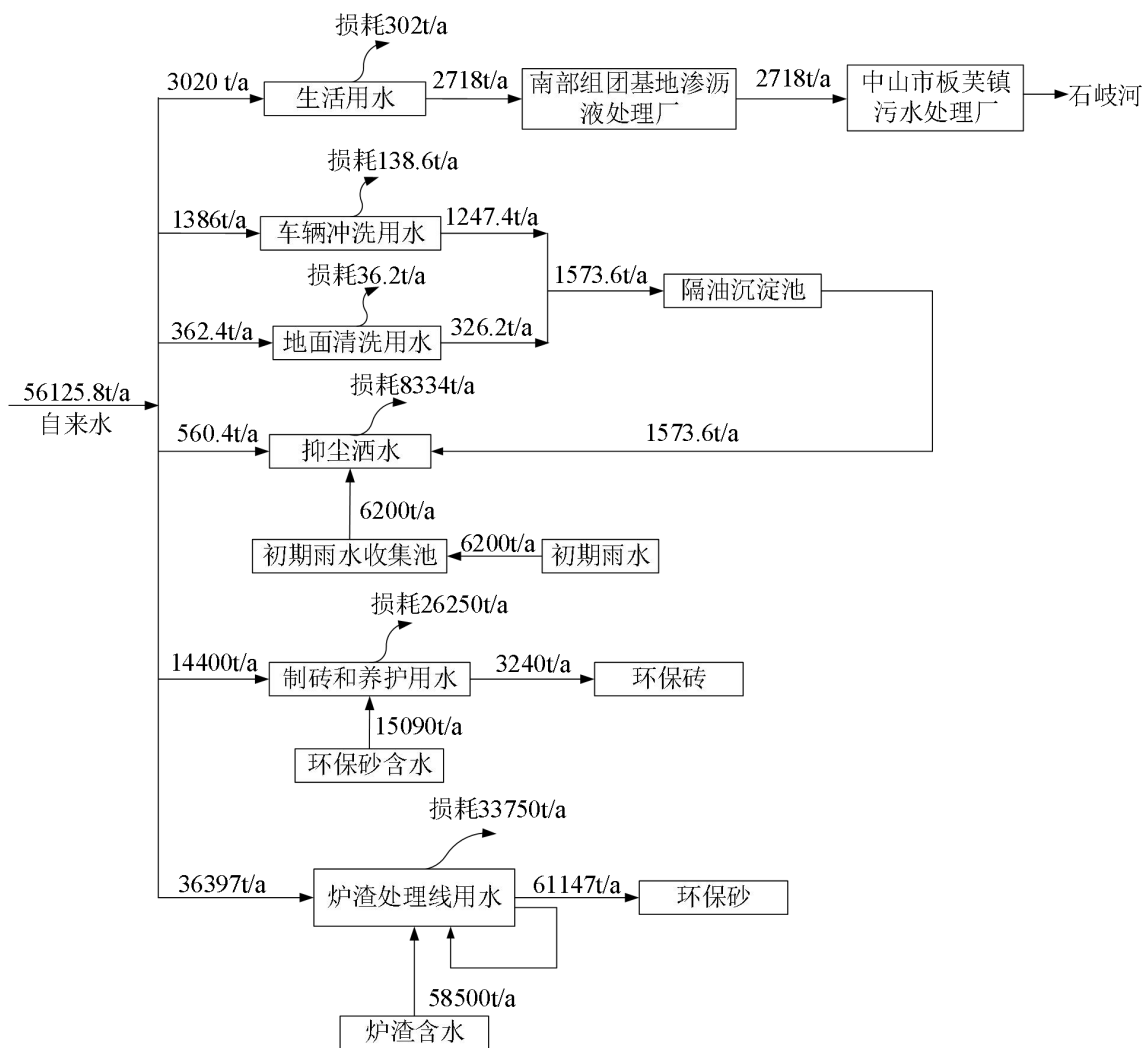 损耗302t/a
3020 t/a
生活用水
2718t/a
南部组团基地渗沥
液处理厂
2718t/a
中山市板芙镇
污水处理厂
石岐河
损耗138.6t/a
1386t/a
车辆冲洗用水
1247.4t/a
损耗36.2t/a
1573.6t/a
隔油沉淀池
362.4t/a
地面清洗用水
326.2t/a
56125.8t/a
自来水
损耗8334t/a
560.4t/a
抑尘洒水
1573.6t/a
6200t/a
初期雨水收集池
6200t/a
初期雨水
损耗26250t/a
14400t/a
制砖和养护用水
3240t/a
环保砖
15090t/a
环保砂含水
损耗33750t/a
36397t/a
炉渣处理线用水
61147t/a
环保砂
58500t/a
炉渣含水